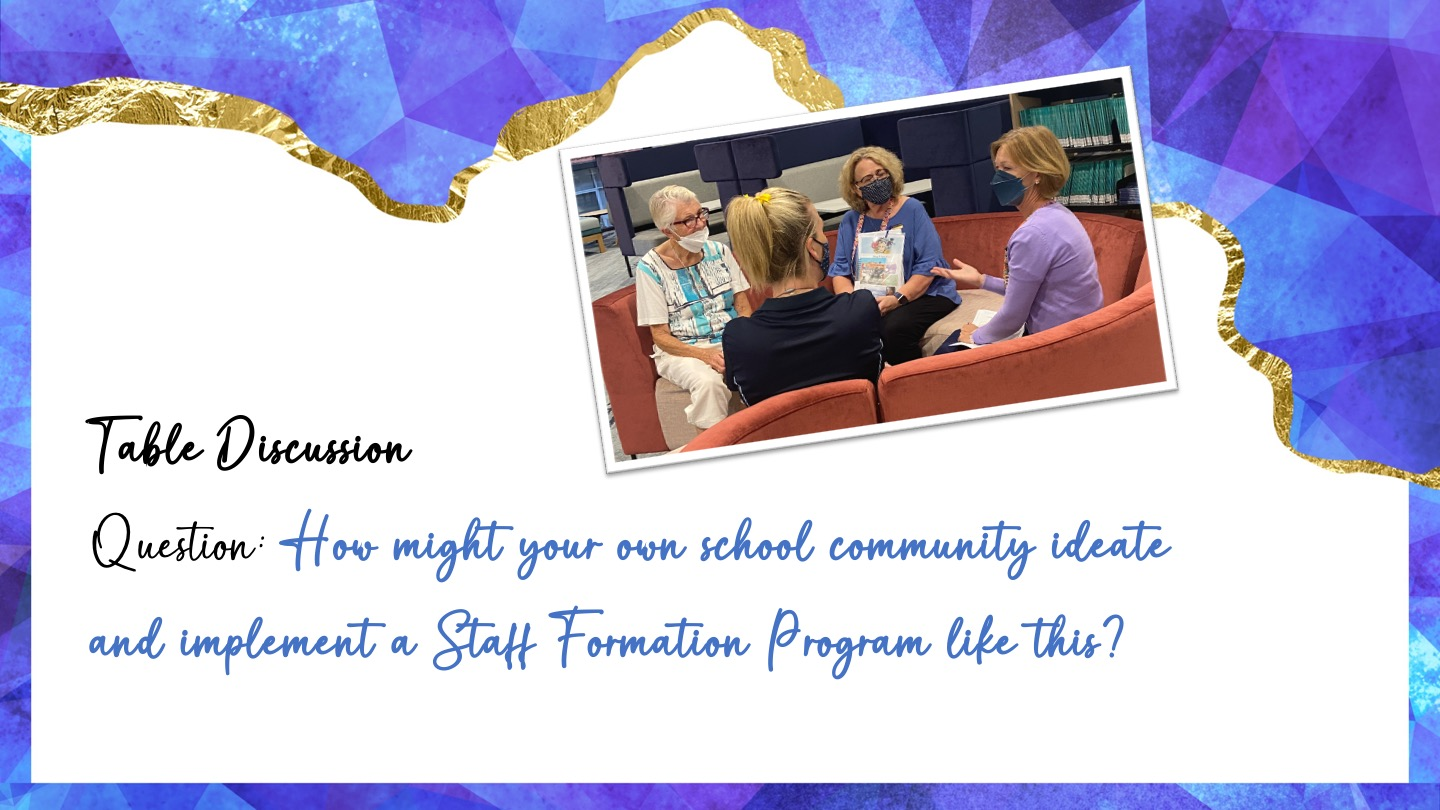 Table Discussion
Question: How might your own school community ideate
and implement a Staff Formation Program like this?